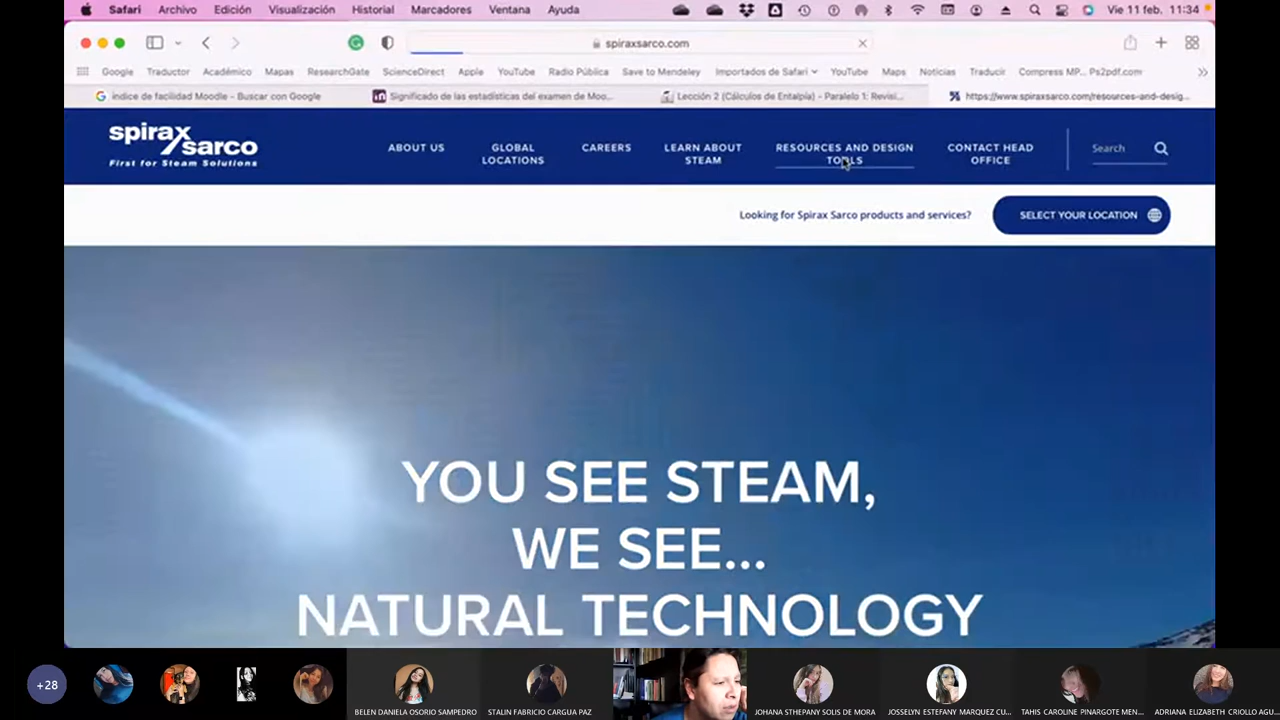 Safari Archivo Edición Visualización Historial Marcadores Ventana Ayuda Vie 11 feb. 11:34
spiraxsarco.com
Google Traductor Académico Mapas ResearchGate ScienceDirect Apple YouTube Radio Pública Save to Mendeley Importados de Safari YouTube Maps Noticias Traducir Compress MP... Ps2pdf.com
índice de facilidad Moodle - Buscar con Google
Significado de las estadísticas del examen de Moo...
Lección 2 (Cálculos de Entalpía) - Paralelo 1: Revisi...
https://www.spiraxsarco.com/resources-and-desig...
spirax
sarco
First for Steam Solutions
ABOUT US
GLOBAL
LOCATIONS
CAREERS
LEARN ABOUT
STEAM
RESOURCES AND DESIGN
TOOLS
CONTACT HEAD
OFFICE
Search
Looking for Spirax Sarco products and services?
SELECT YOUR LOCATION
YOU SEE STEAM,
WE SEE...
NATURAL TECHNOLOGY
+28
BELEN DANIELA OSORIO SAMPEDRO
STALIN FABRICIO CARGUA PAZ
JOHANA STHEPANY SOLIS DE MORA
JOSSELYN ESTEFANY MARQUEZ CU...
TAHIS CAROLINE PINARGOTE MEN...
ADRIANA ELIZABETH CRIOLLO AGU...